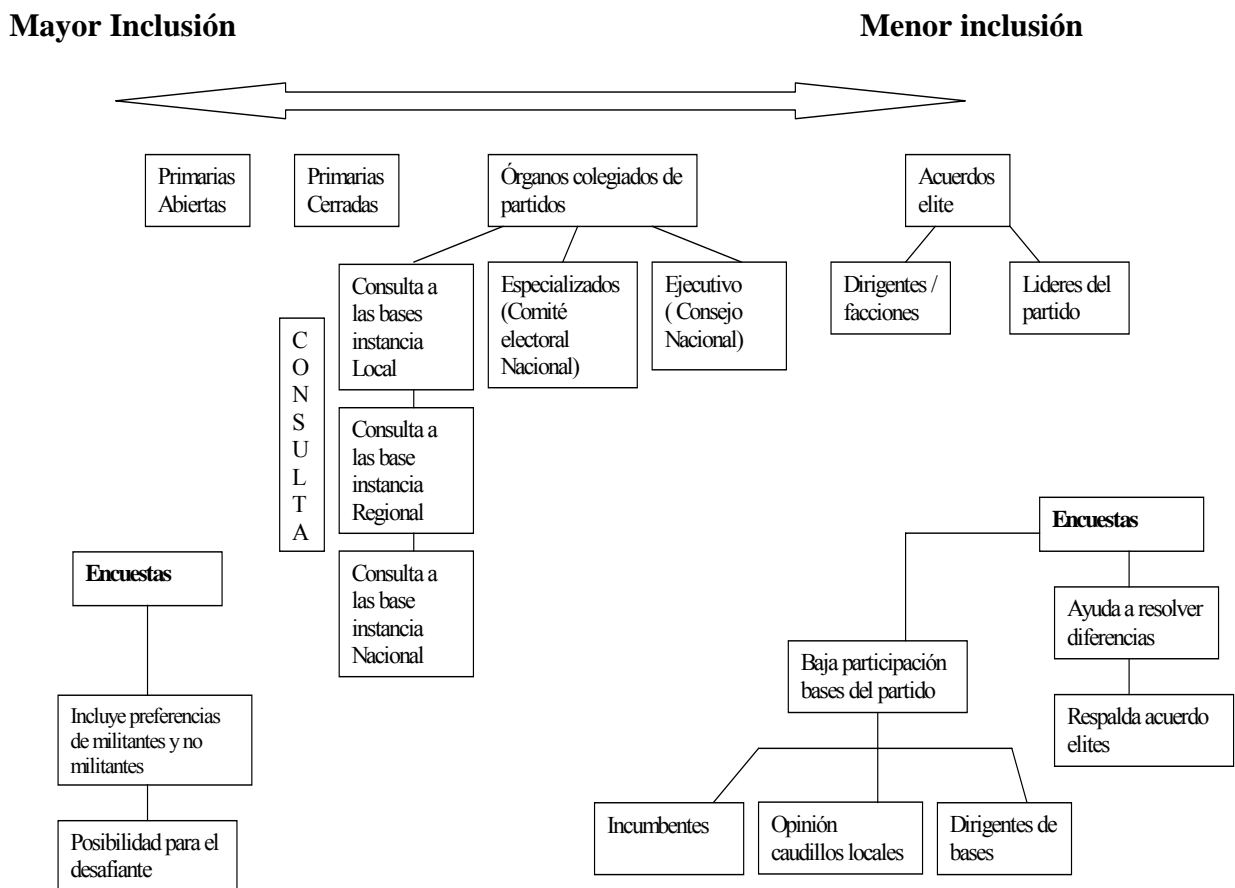 Mayor Inclusión
Menor inclusión
Primarias
Abiertas
Primarias
Cerradas
Órganos colegiados de
partidos
Acuerdos
elite
Consulta a
las bases
instancia
Local
Especializados
(Comité
electoral
Nacional)
Ejecutivo
( Consejo
Nacional)
Dirigentes /
facciones
Lideres del
partido
C
O
N
S
U
L
T
A
Consulta a
las base
instancia
Regional
Consulta a
las base
instancia
Nacional
Encuestas
Incluye preferencias
de militantes y no
militantes
Posibilidad para el
desafiante
Encuestas
Ayuda a resolver
diferencias
Respalda acuerdo
elites
Baja participación
bases del partido
Incumbentes
Opinión
caudillos locales
Dirigentes de
bases